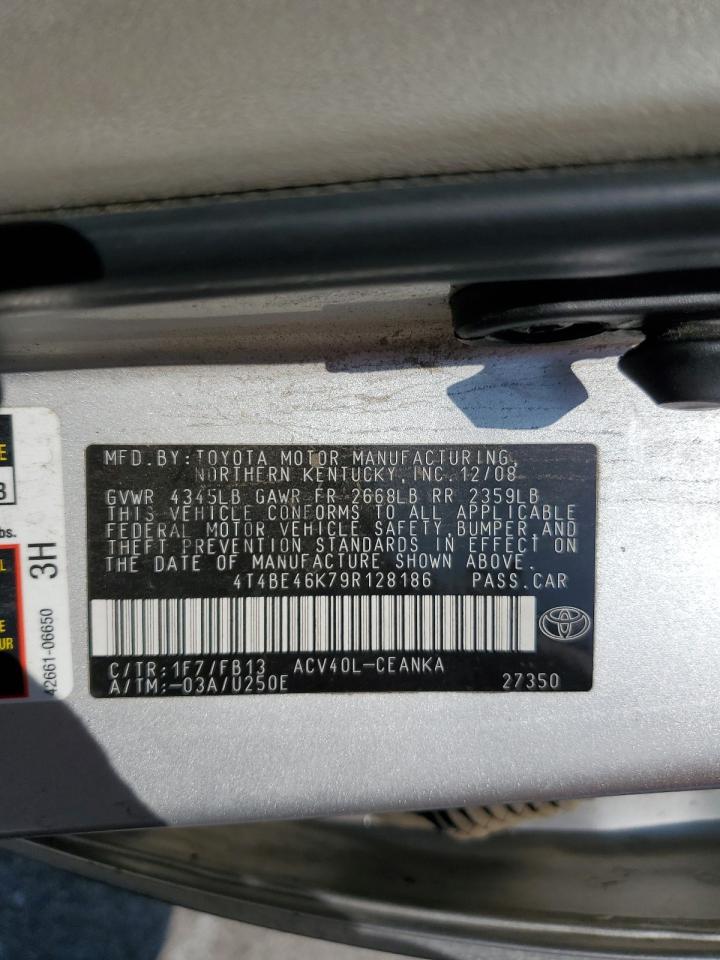 MFD.BY:TOYOTA MOTOR MANUFACTURING,
NORTHERN KENTUCKY, INC. 12/08
GVWR 4345LB GAWR FR 2668LB RR 2359LB
THIS VEHICLE CONFORMS TO ALL APPLICABLE
FEDERAL MOTOR VEHICLE SAFETY,BUMPER,AND
THEFT PREVENTION STANDARDS IN EFFECT ON
THE DATE OF MANUFACTURE SHOWN ABOVE.
4T4BE46K79R128186 PASS.CAR
C/TR:1F7/FB13 ACV40L-CEANKA
A/TM:-03A/U250E 27350
3H
42661-06650